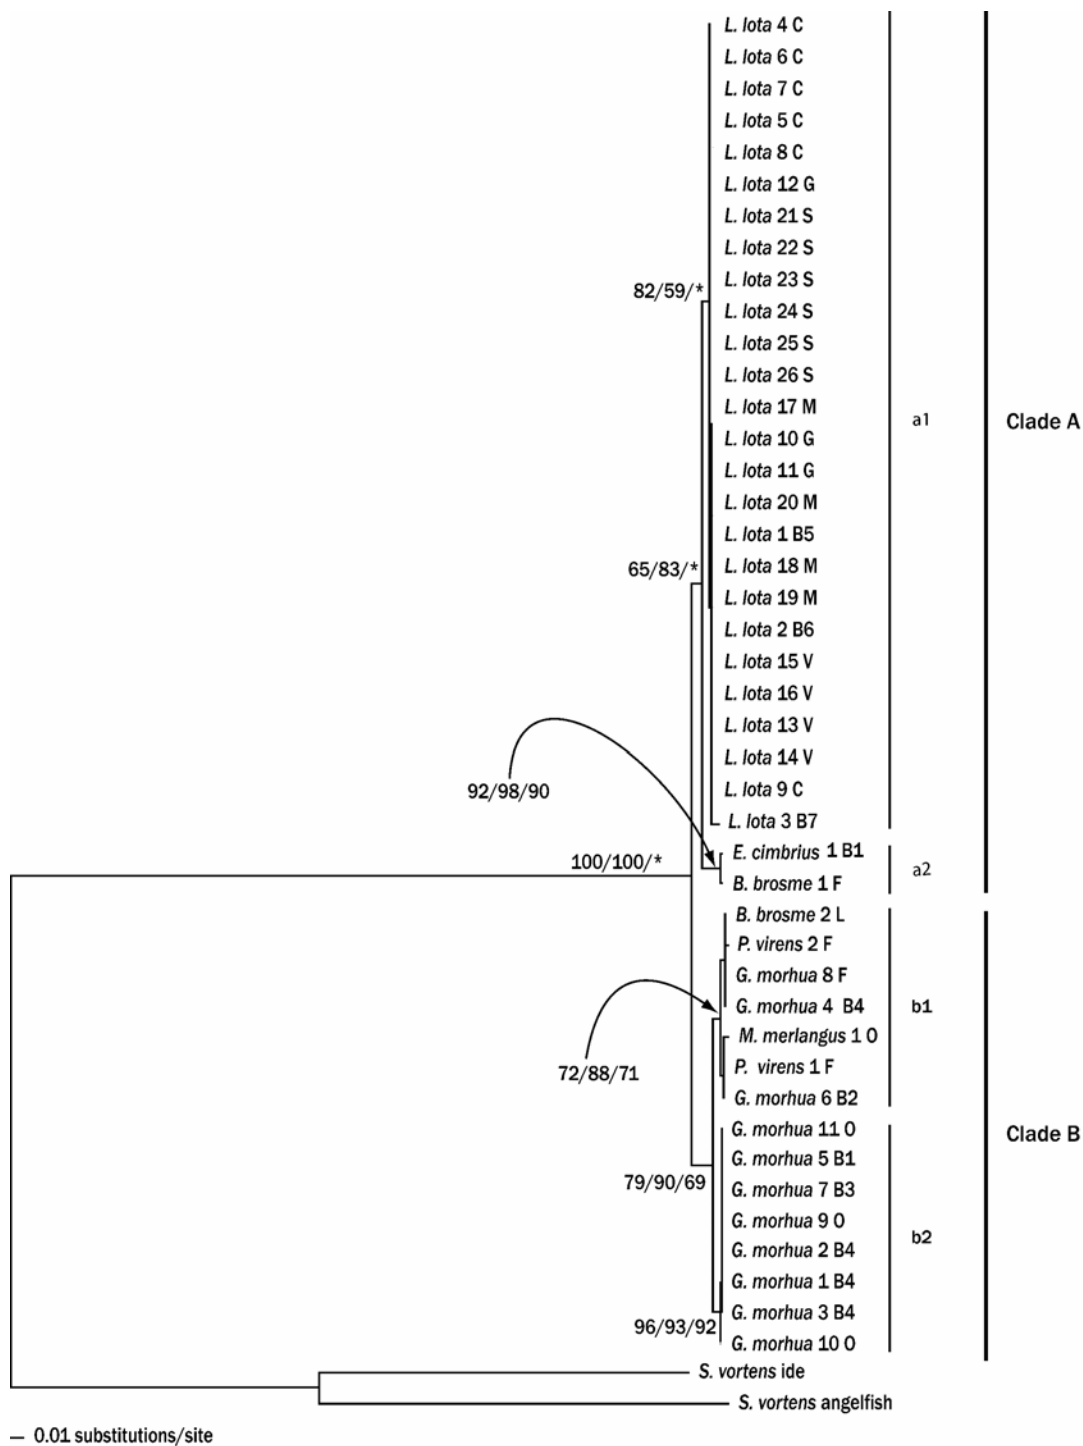 L. lota 4 C
L. lota 6 C
L. lota 7 C
L. lota 5 C
L. lota 8 C
L. lota 12 G
L. lota 21 S
L. lota 22 S
L. lota 23 S
82/59/*
L. lota 24 S
L. lota 25 S
L. lota 26 S
L. lota 17 M
a1
Clade A
L. lota 10 G
L. lota 11 G
L. lota 20 M
L. lota 1 B5
L. lota 18 M
65/83/*
L. lota 19 M
L. lota 2 B6
L. lota 15 V
L. lota 16 V
L. lota 13 V
L. lota 14 V
L. lota 9 C
92/98/90
L. lota 3 B7
E. cimbrius 1 B1
100/100/*
a2
B. brosme 1 F
B. brosme 2 L
P. virens 2 F
G. morhua 8 F
G. morhua 4 B4
b1
M. merlangus 1 O
P. virens 1 F
72/88/71
G. morhua 6 B2
G. morhua 11 O
Clade B
G. morhua 5 B1
79/90/69
G. morhua 7 B3
G. morhua 9 O
b2
G. morhua 2 B4
G. morhua 1 B4
G. morhua 3 B4
96/93/92
G. morhua 10 O
S. vortens ide
S. vortens angelfish
0.01 substitutions/site